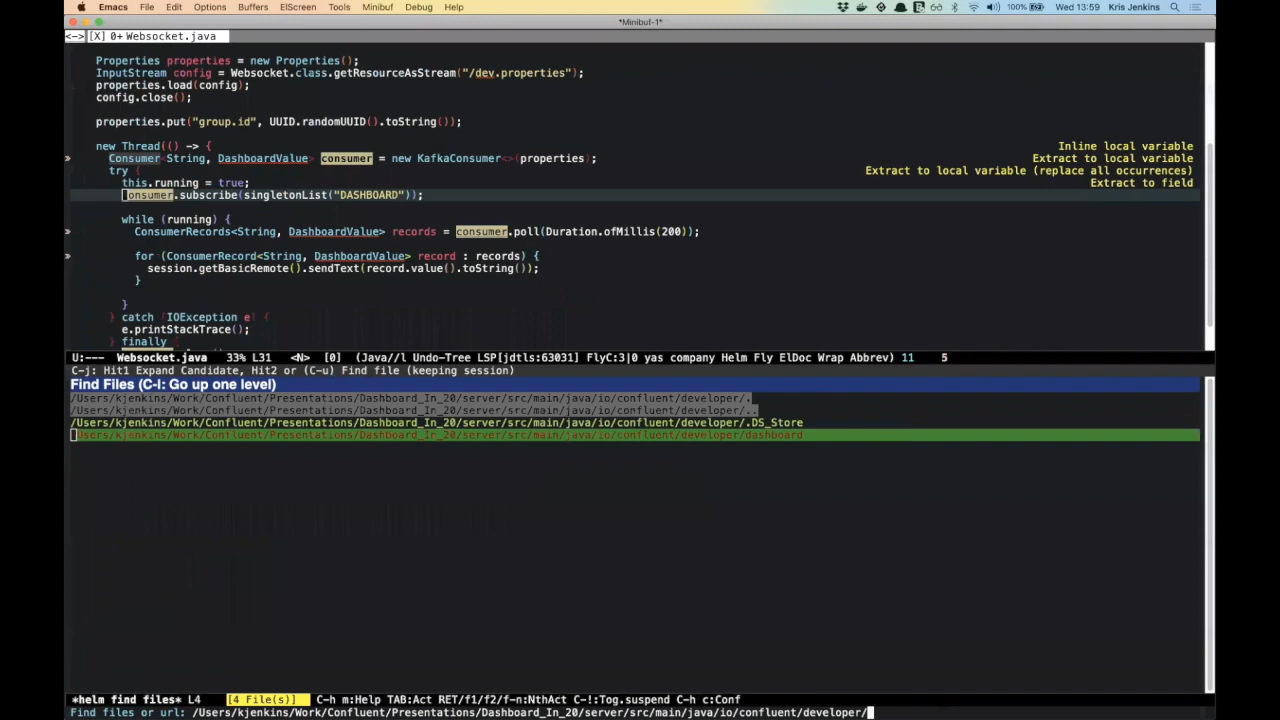 Emacs File Edit Options Buffers ElScreen Tools Minibuf Debug Help 100% Wed 13:59 Kris Jenkins
*Minibuf-1*
<-> [X] 0+ Websocket.java
Properties properties = new Properties();
InputStream config = Websocket.class.getResourceAsStream("/dev.properties");
properties.load(config);
config.close();
properties.put("group.id", UUID.randomUUID().toString());
new Thread(() -> {
Inline local variable
Consumer<String, DashboardValue> consumer = new KafkaConsumer<>(properties);
Extract to local variable
try {
Extract to local variable (replace all occurrences)
this.running = true;
Extract to field
consumer.subscribe(singletonList("DASHBOARD"));
while (running) {
ConsumerRecords<String, DashboardValue> records = consumer.poll(Duration.ofMillis(200));
for (ConsumerRecord<String, DashboardValue> record : records) {
session.getBasicRemote().sendText(record.value().toString());
}
}
} catch (IOException e) {
e.printStackTrace();
} finally {
U:--- Websocket.java 33% L31 <N> [0] (Java//l Undo-Tree LSP[jdtls:63031] FlyC:3|0 yas company Helm Fly ElDoc Wrap Abbrev) 11 5
C-j: Hit1 Expand Candidate, Hit2 or (C-u) Find file (keeping session)
Find Files (C-l: Go up one level)
/Users/kjenkins/Work/Confluent/Presentations/Dashboard_In_20/server/src/main/java/io/confluent/developer/.
/Users/kjenkins/Work/Confluent/Presentations/Dashboard_In_20/server/src/main/java/io/confluent/developer/..
/Users/kjenkins/Work/Confluent/Presentations/Dashboard_In_20/server/src/main/java/io/confluent/developer/.DS_Store
/Users/kjenkins/Work/Confluent/Presentations/Dashboard_In_20/server/src/main/java/io/confluent/developer/dashboard
*helm find files* L4 [4 File(s)] C-h m:Help TAB:Act RET/f1/f2/f-n:NthAct C-!:Tog.suspend C-h c:Conf
Find files or url: /Users/kjenkins/Work/Confluent/Presentations/Dashboard_In_20/server/src/main/java/io/confluent/developer/